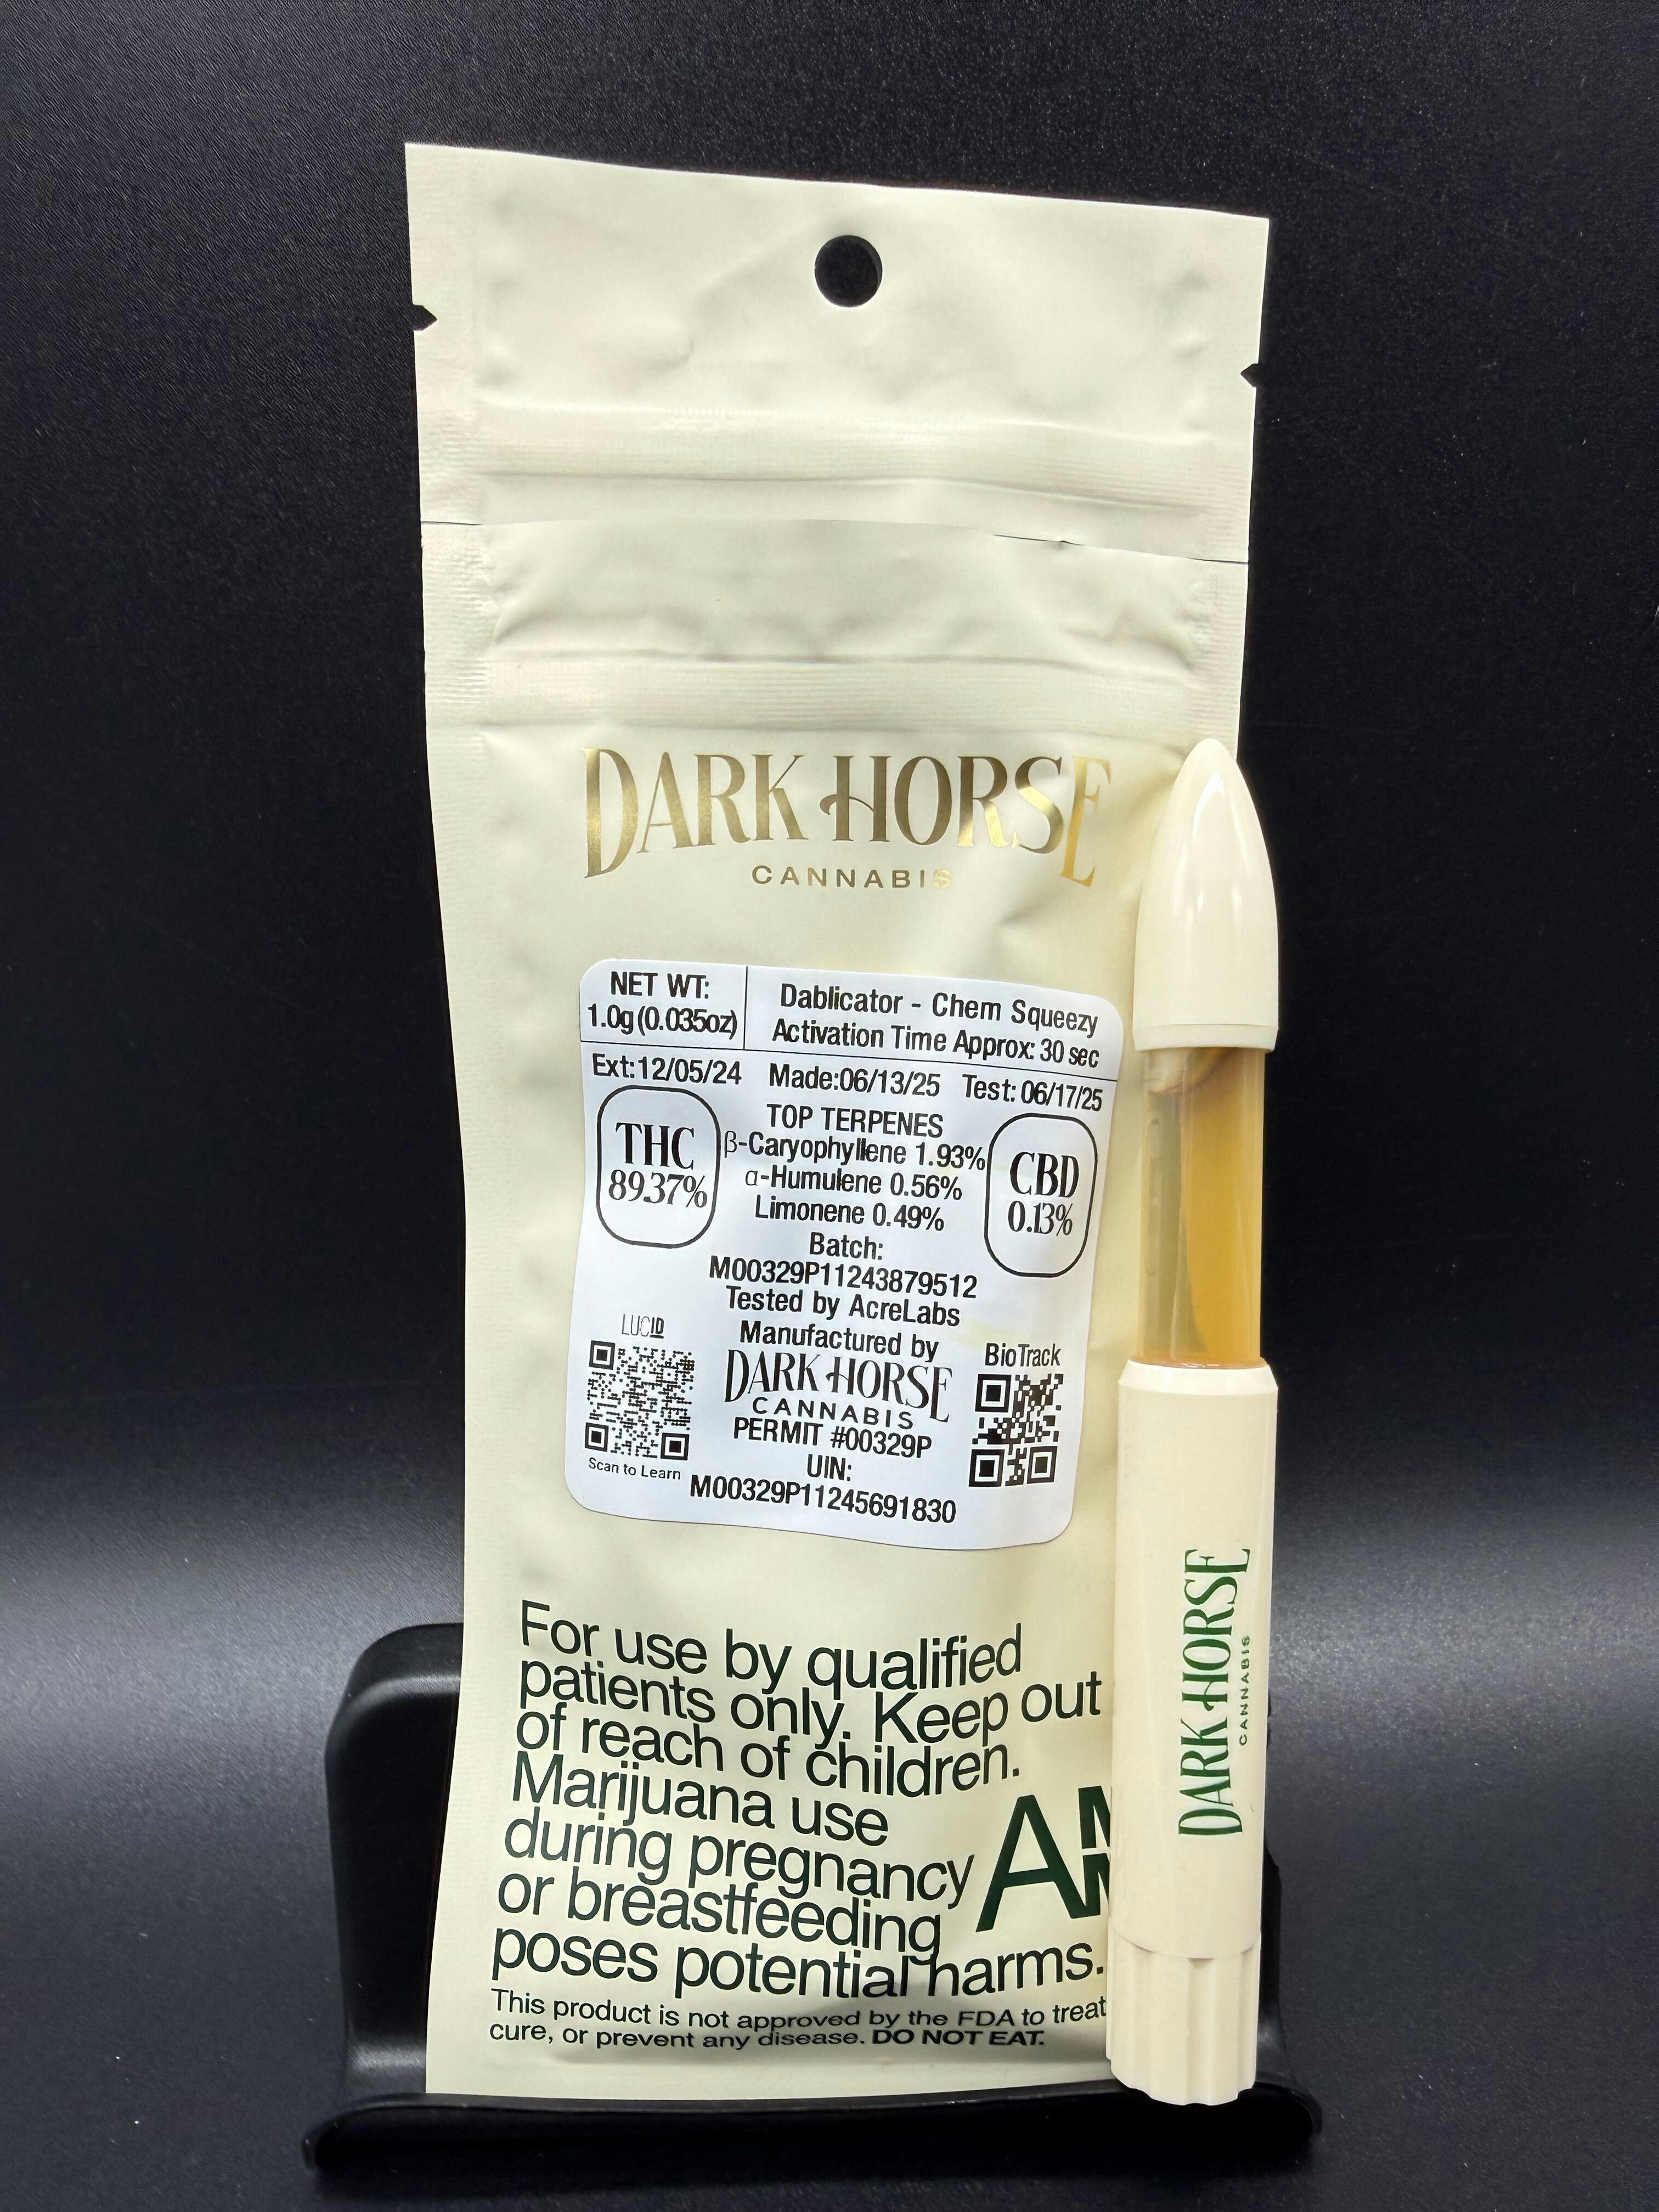 DARK HORSE
CANNABIS
NET WT:
1.0g (0.035oz)
Dablicator - Chem Squeezy
Activation Time Approx: 30 sec
Ext:12/05/24 Made:06/13/25 Test: 06/17/25
TOP TERPENES
THC
89.37%
β-Caryophyllene 1.93%
α-Humulene 0.56%
Limonene 0.49%
CBD
0.13%
Batch:
M00329P11243879512
Tested by AcreLabs
Manufactured by
DARK HORSE
CANNABIS
PERMIT #00329P
UIN:
M00329P11245691830
LUCID
Scan to Learn
BioTrack
For use by qualified
patients only. Keep out
of reach of children.
Marijuana use
during pregnancy
or breastfeeding
poses potential harms.
AM
This product is not approved by the FDA to treat
cure, or prevent any disease. DO NOT EAT.
DARK HORSE
CANNABIS